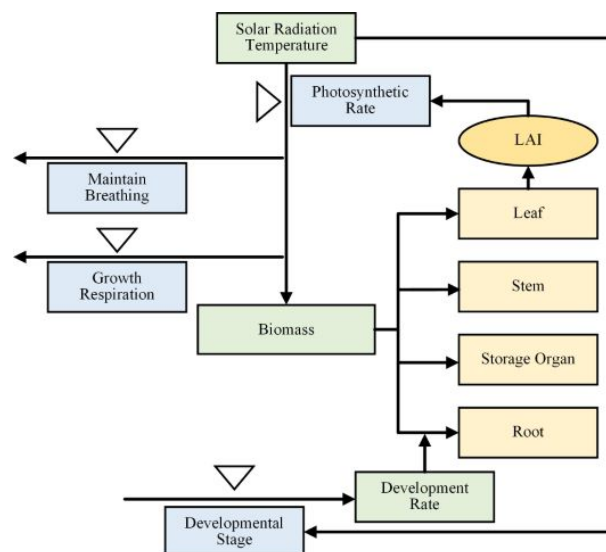 Solar Radiation
Temperature
Photosynthetic
Rate
LAI
Maintain
Breathing
Leaf
Growth
Respiration
Stem
Biomass
Storage Organ
Root
Development
Rate
Developmental
Stage